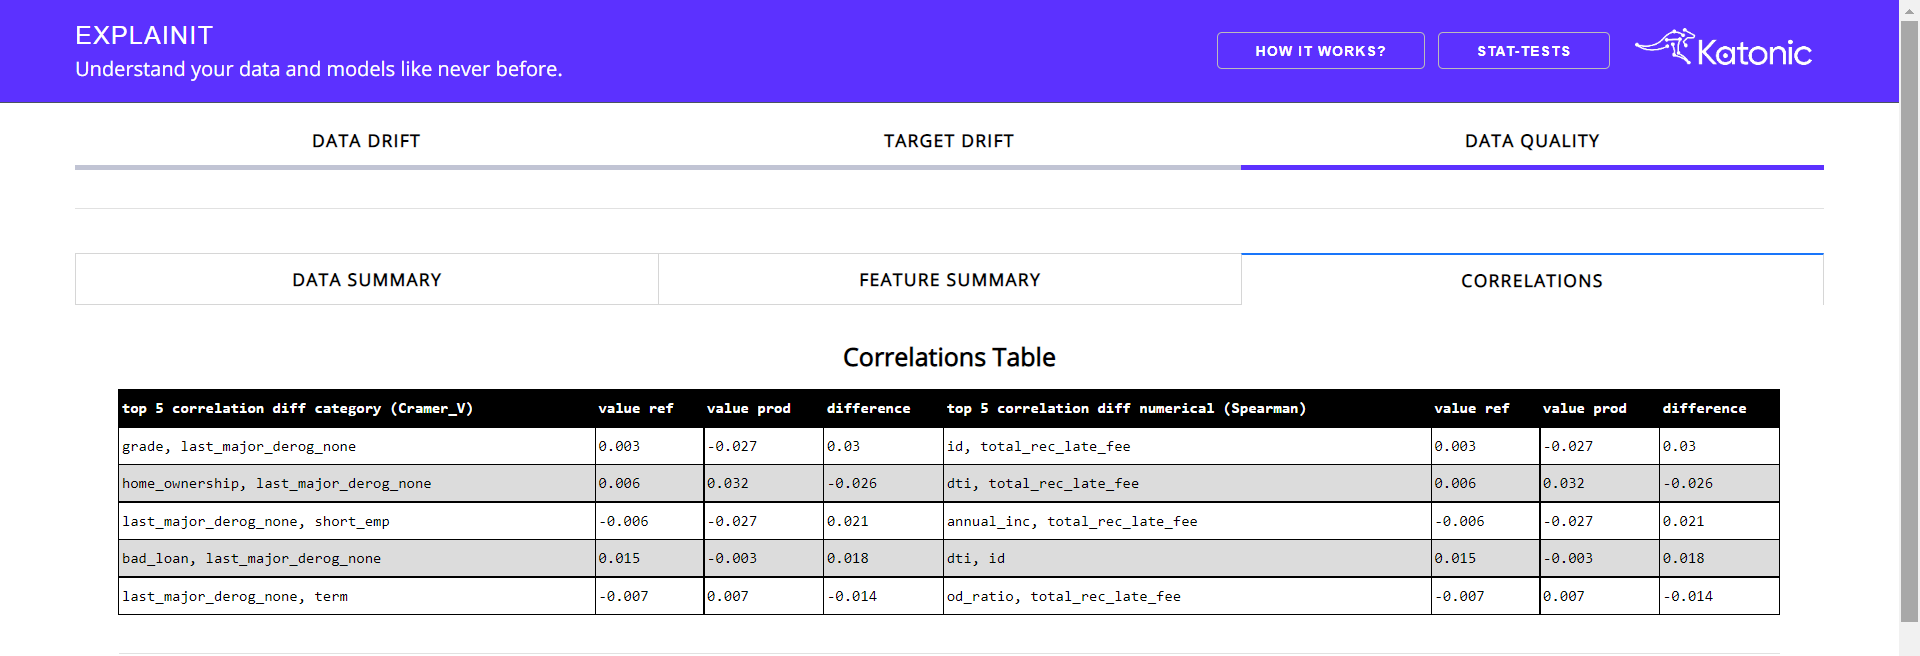 EXPLAINIT
Understand your data and models like never before.
HOW IT WORKS?
STAT-TESTS
Katonic
DATA DRIFT
TARGET DRIFT
DATA QUALITY
DATA SUMMARY
FEATURE SUMMARY
CORRELATIONS
Correlations Table
top 5 correlation diff category (Cramer_V) value ref value prod difference top 5 correlation diff numerical (Spearman) value ref value prod difference
grade, last_major_derog_none 0.003 -0.027 0.03 id, total_rec_late_fee 0.003 -0.027 0.03
home_ownership, last_major_derog_none 0.006 0.032 -0.026 dti, total_rec_late_fee 0.006 0.032 -0.026
last_major_derog_none, short_emp -0.006 -0.027 0.021 annual_inc, total_rec_late_fee -0.006 -0.027 0.021
bad_loan, last_major_derog_none 0.015 -0.003 0.018 dti, id 0.015 -0.003 0.018
last_major_derog_none, term -0.007 0.007 -0.014 od_ratio, total_rec_late_fee -0.007 0.007 -0.014